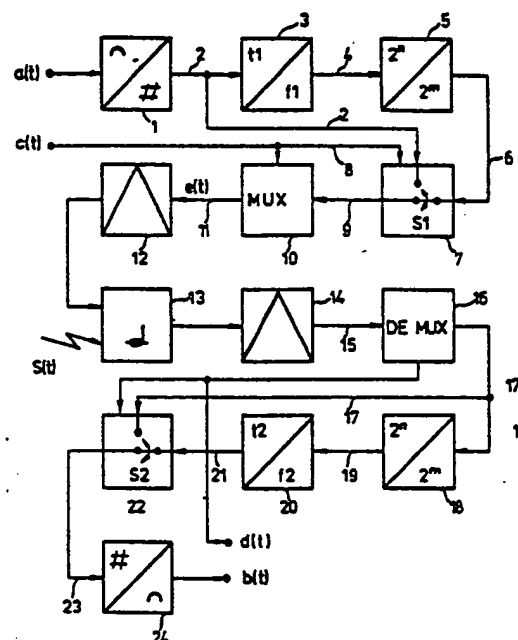 3
5
2
4
t1
f1
2ⁿ
2ᵐ
a(t)
#
1
2
6
c(t)
8
e(t)
MUX
S1
11
9
12
10
7
13
14
16
DE MUX
15
S(t)
17
17
1
S2
t2
f2
2ⁿ
2ᵐ
21
19
22
20
18
d(t)
#
b(t)
23
24